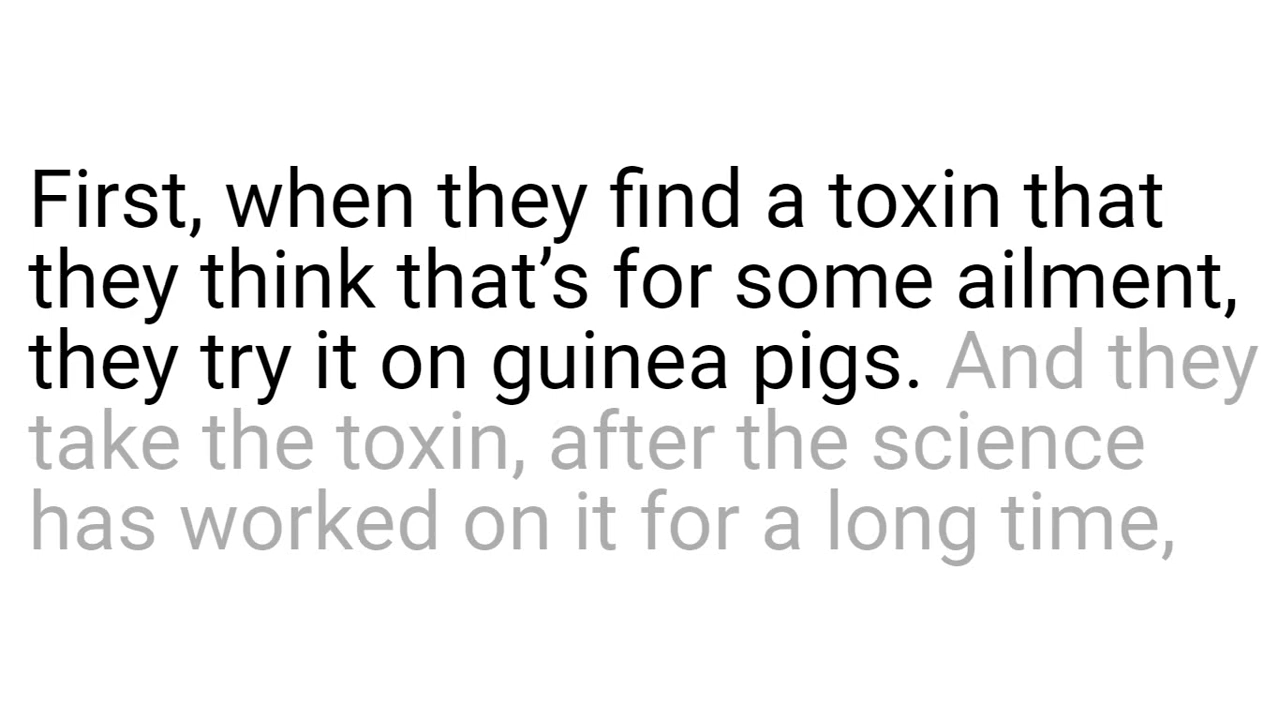 First, when they find a toxin that
they think that’s for some ailment,
they try it on guinea pigs. And they
take the toxin, after the science
has worked on it for a long time,